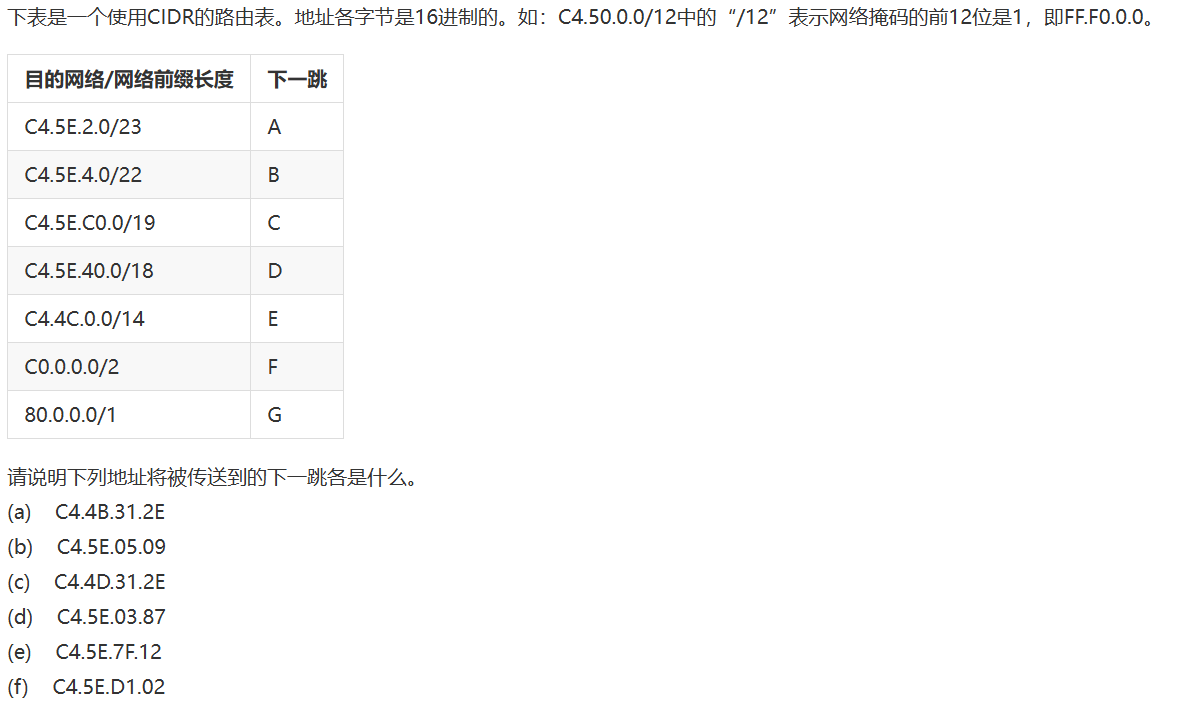 下表是一个使用CIDR的路由表。地址各字节是16进制的。如：C4.50.0.0/12中的“/12”表示网络掩码的前12位是1，即FF.F0.0.0。
目的网络/网络前缀长度 下一跳
C4.5E.2.0/23 A
C4.5E.4.0/22 B
C4.5E.C0.0/19 C
C4.5E.40.0/18 D
C4.4C.0.0/14 E
C0.0.0.0/2 F
80.0.0.0/1 G
请说明下列地址将被传送到的下一跳各是什么。
(a) C4.4B.31.2E
(b) C4.5E.05.09
(c) C4.4D.31.2E
(d) C4.5E.03.87
(e) C4.5E.7F.12
(f) C4.5E.D1.02